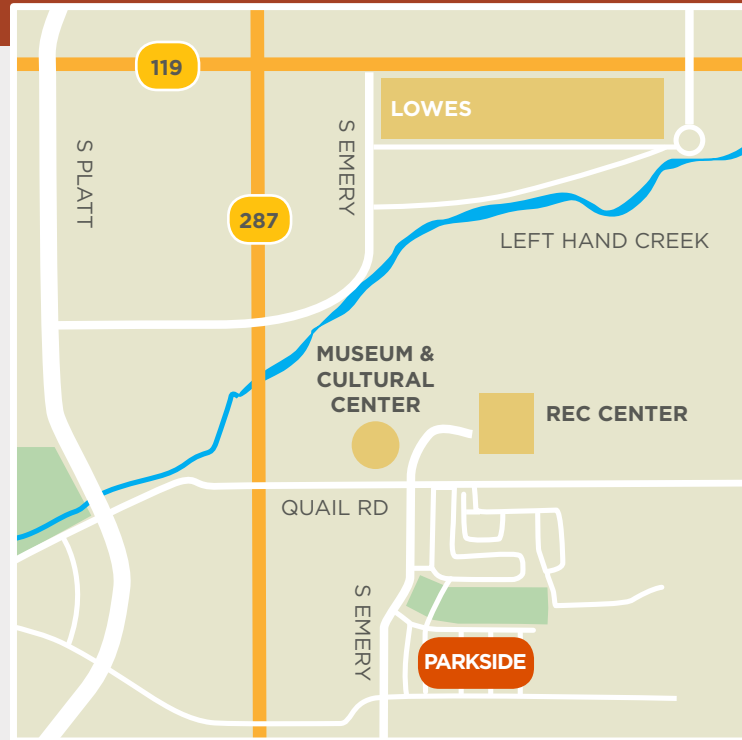 119
LOWES
S PLATT
S EMERY
287
LEFT HAND CREEK
MUSEUM &
CULTURAL
CENTER
REC CENTER
QUAIL RD
S EMERY
PARKSIDE